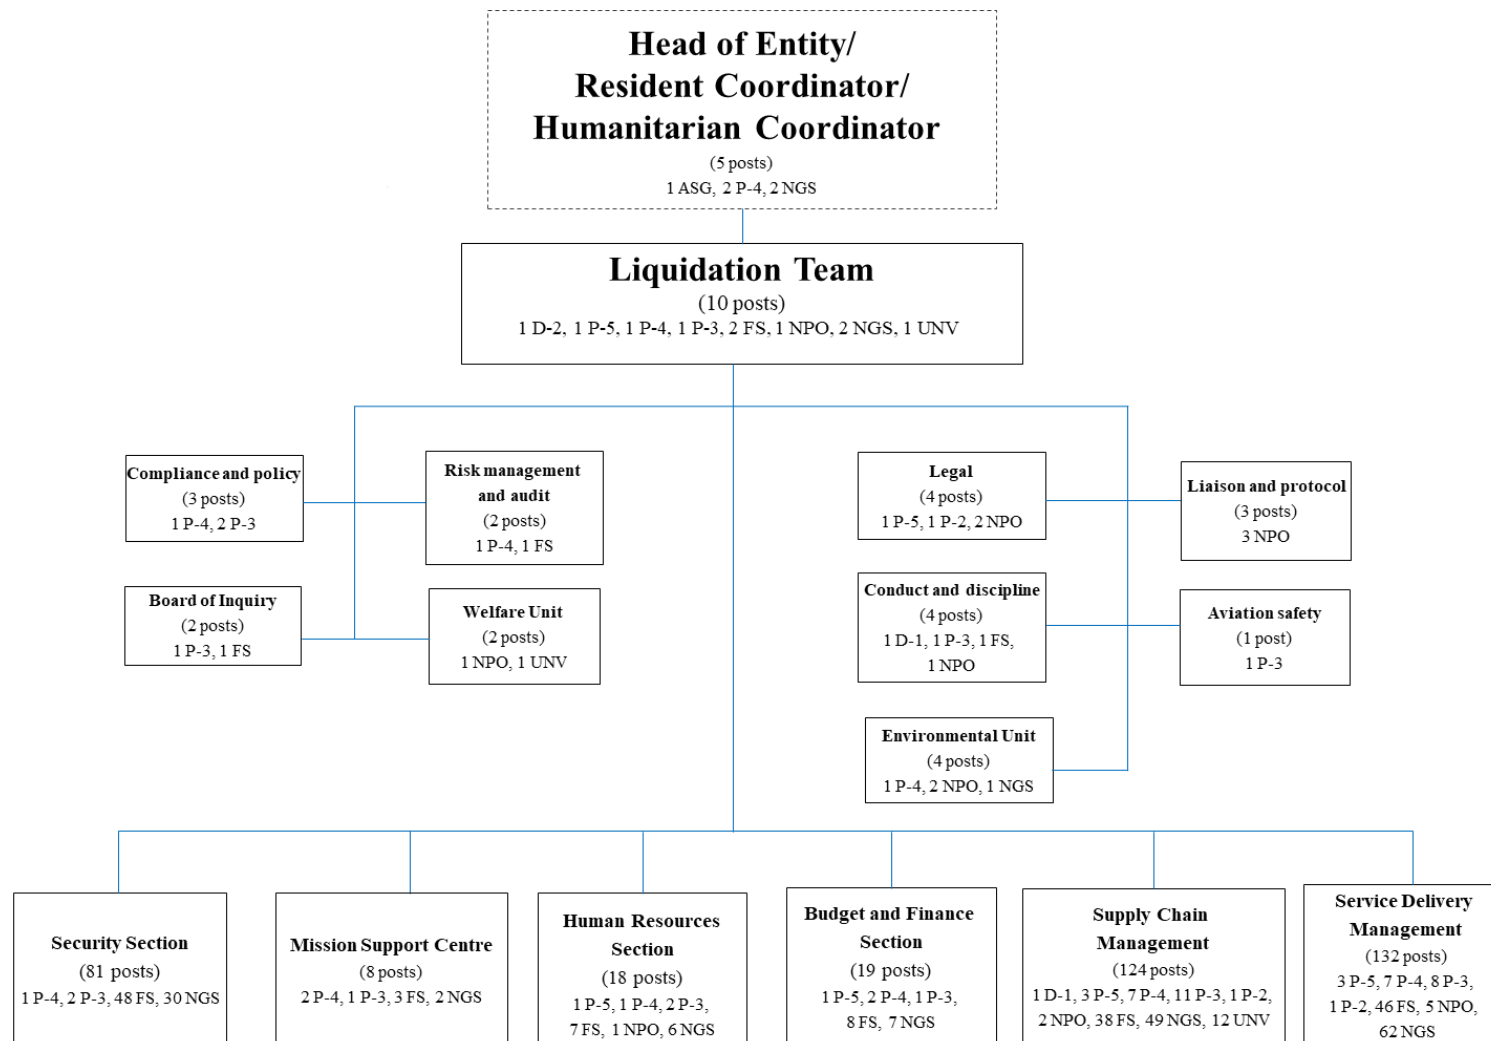 Head of Entity/
Resident Coordinator/
Humanitarian Coordinator
(5 posts)
1 ASG, 2 P-4, 2 NGS
Liquidation Team
(10 posts)
1 D-2, 1 P-5, 1 P-4, 1 P-3, 2 FS, 1 NPO, 2 NGS, 1 UNV
Compliance and policy
(3 posts)
1 P-4, 2 P-3
Risk management
and audit
(2 posts)
1 P-4, 1 FS
Legal
(4 posts)
1 P-5, 1 P-2, 2 NPO
Liaison and protocol
(3 posts)
3 NPO
Board of Inquiry
(2 posts)
1 P-3, 1 FS
Welfare Unit
(2 posts)
1 NPO, 1 UNV
Conduct and discipline
(4 posts)
1 D-1, 1 P-3, 1 FS,
1 NPO
Aviation safety
(1 post)
1 P-3
Environmental Unit
(4 posts)
1 P-4, 2 NPO, 1 NGS
Security Section
(81 posts)
1 P-4, 2 P-3, 48 FS, 30 NGS
Mission Support Centre
(8 posts)
2 P-4, 1 P-3, 3 FS, 2 NGS
Human Resources
Section
(18 posts)
1 P-5, 1 P-4, 2 P-3,
7 FS, 1 NPO, 6 NGS
Budget and Finance
Section
(19 posts)
1 P-5, 2 P-4, 1 P-3,
8 FS, 7 NGS
Supply Chain
Management
(124 posts)
1 D-1, 3 P-5, 7 P-4, 11 P-3, 1 P-2,
2 NPO, 38 FS, 49 NGS, 12 UNV
Service Delivery
Management
(132 posts)
3 P-5, 7 P-4, 8 P-3,
1 P-2, 46 FS, 5 NPO,
62 NGS